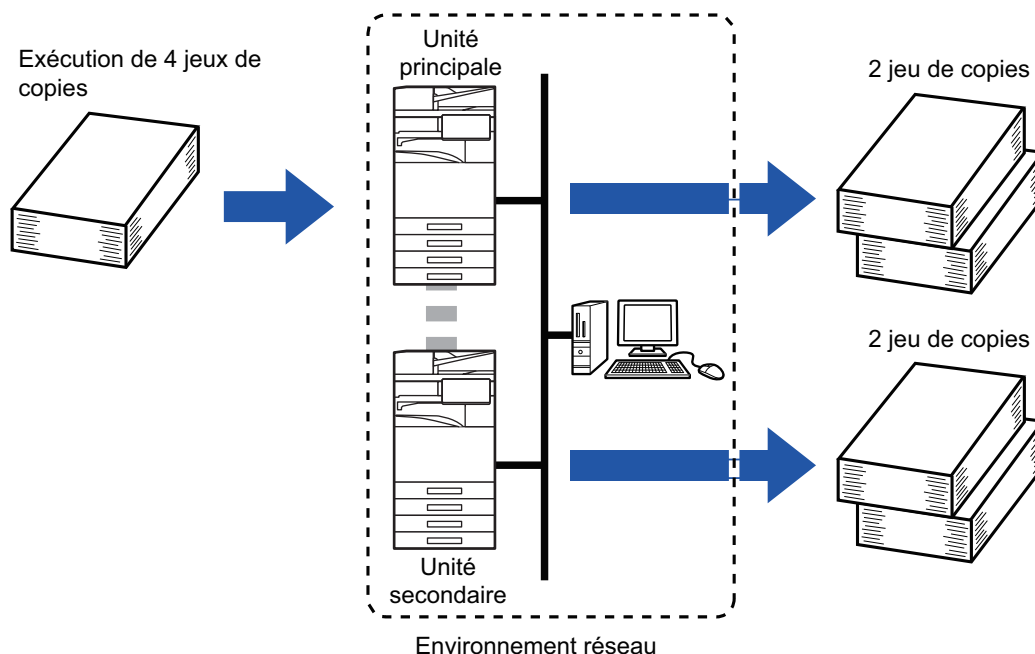 Exécution de 4 jeux de
copies
Unité
principale
2 jeu de copies
2 jeu de copies
Unité
secondaire
Environnement réseau